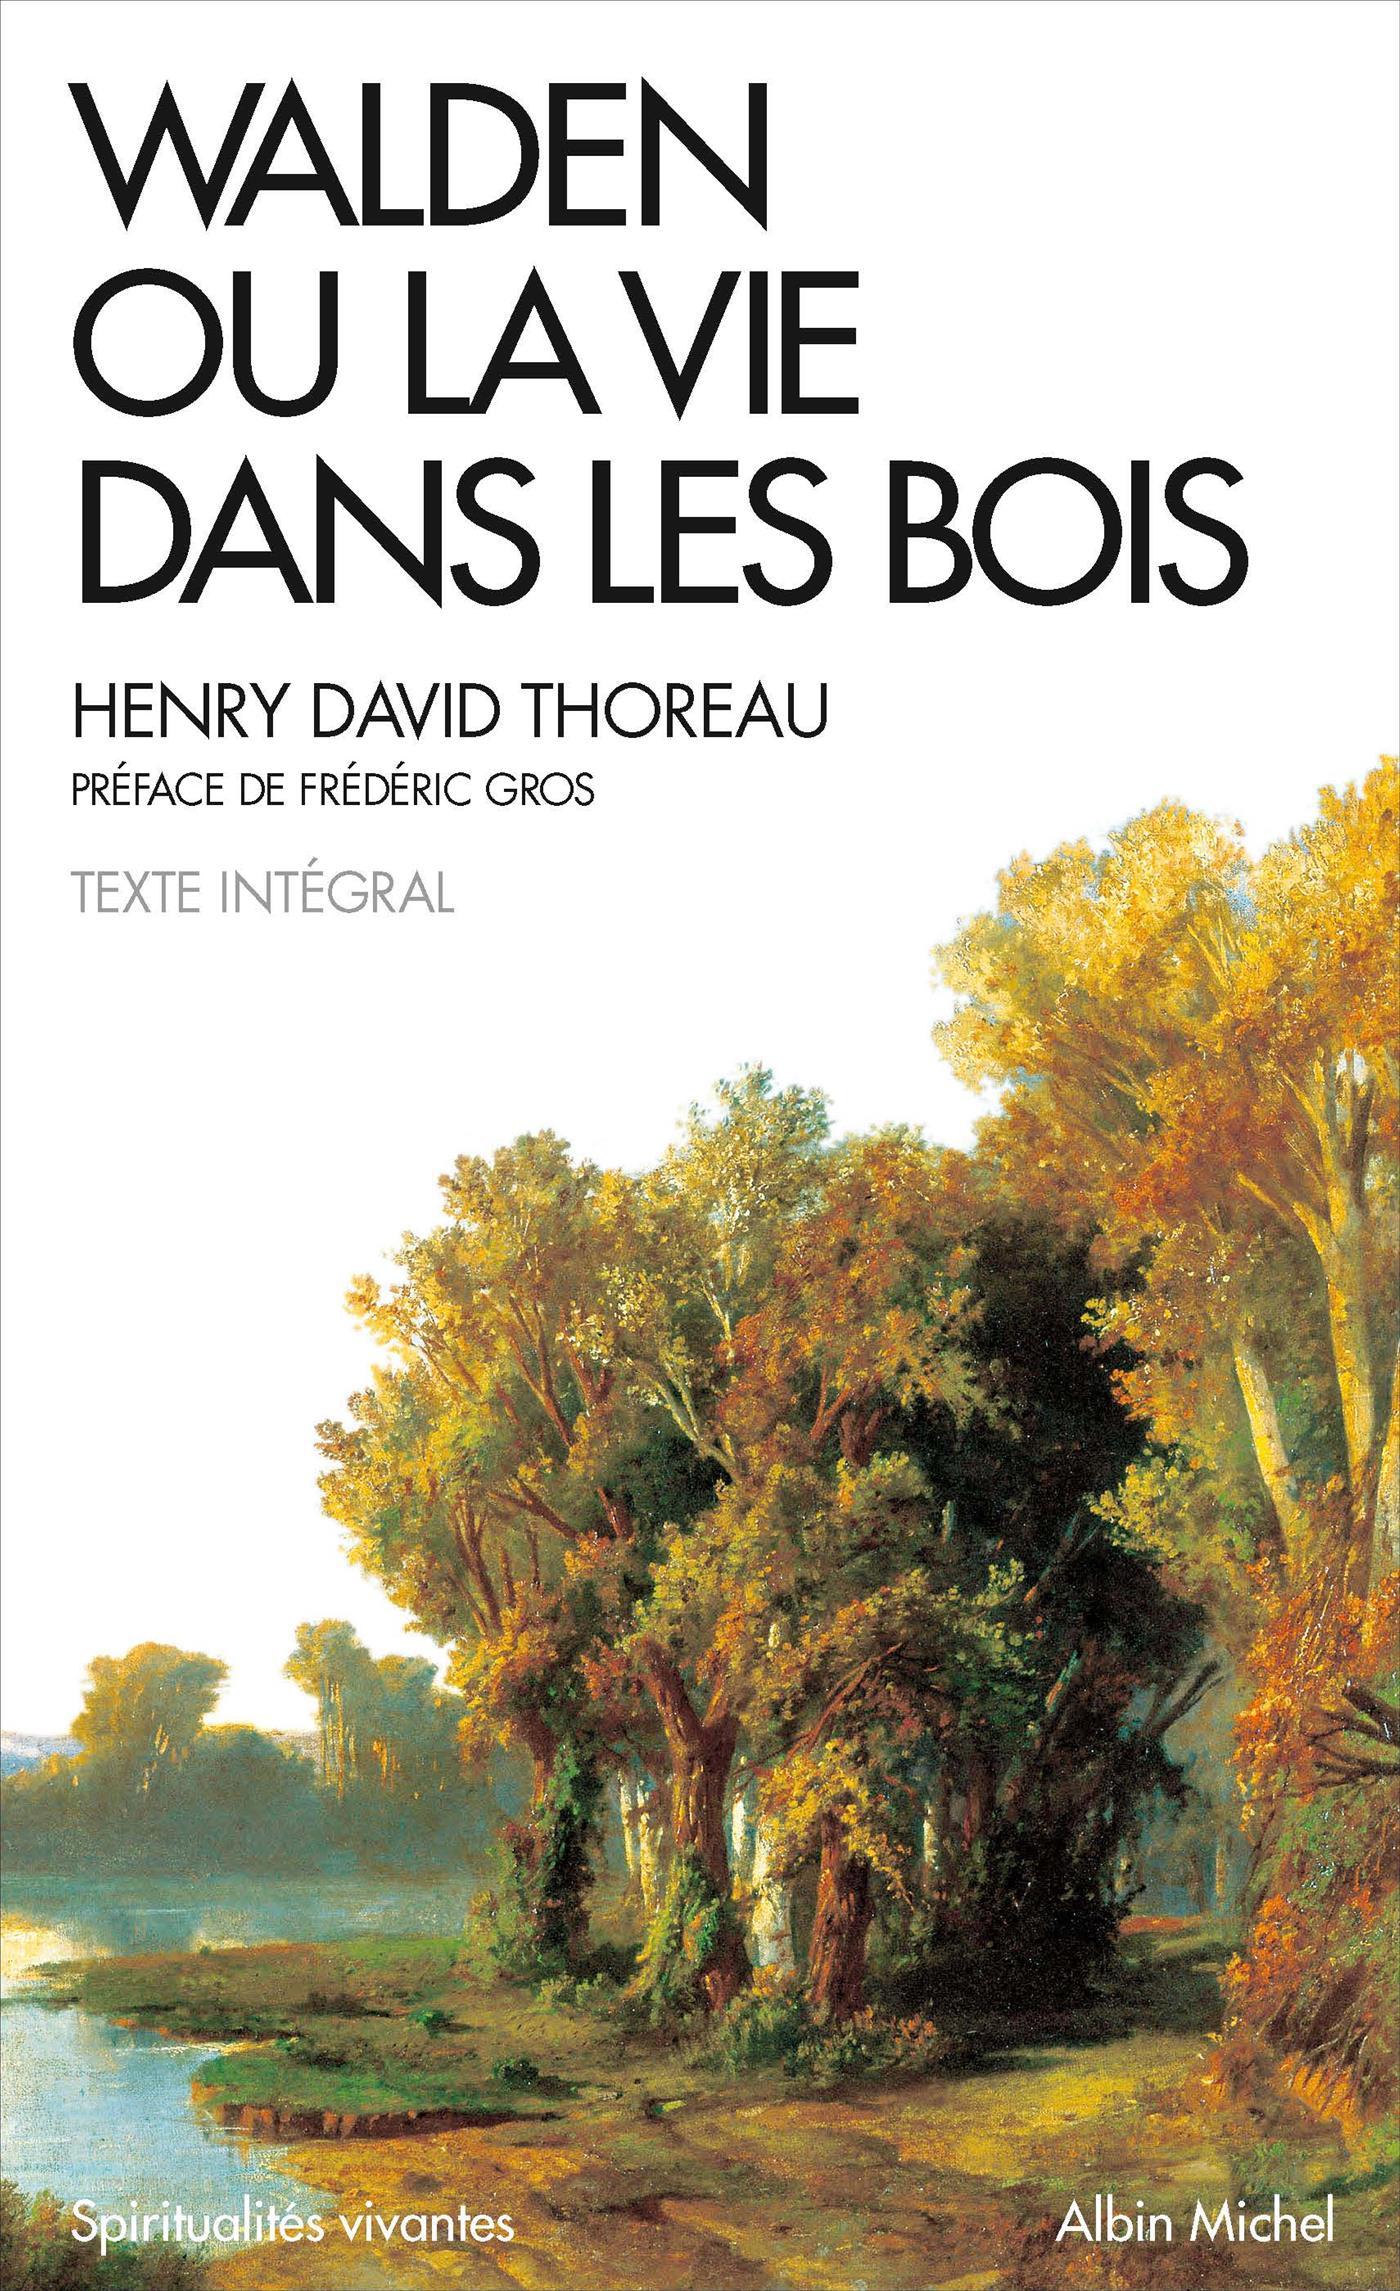 WALDEN
OU LA VIE
DANS LES BOIS
HENRY DAVID THOREAU
PRÉFACE DE FRÉDÉRIC GROS
TEXTE INTÉGRAL
Spiritualités vivantes
Albin Michel